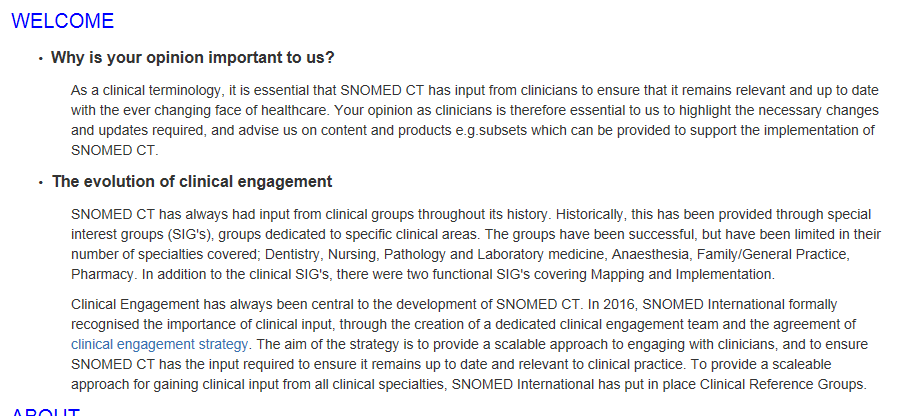 WELCOME
• Why is your opinion important to us?
As a clinical terminology, it is essential that SNOMED CT has input from clinicians to ensure that it remains relevant and up to date
with the ever changing face of healthcare. Your opinion as clinicians is therefore essential to us to highlight the necessary changes
and updates required, and advise us on content and products e.g.subsets which can be provided to support the implementation of
SNOMED CT.
• The evolution of clinical engagement
SNOMED CT has always had input from clinical groups throughout its history. Historically, this has been provided through special
interest groups (SIG's), groups dedicated to specific clinical areas. The groups have been successful, but have been limited in their
number of specialties covered; Dentistry, Nursing, Pathology and Laboratory medicine, Anaesthesia, Family/General Practice,
Pharmacy. In addition to the clinical SIG's, there were two functional SIG's covering Mapping and Implementation.
Clinical Engagement has always been central to the development of SNOMED CT. In 2016, SNOMED International formally
recognised the importance of clinical input, through the creation of a dedicated clinical engagement team and the agreement of
clinical engagement strategy. The aim of the strategy is to provide a scalable approach to engaging with clinicians, and to ensure
SNOMED CT has the input required to ensure it remains up to date and relevant to clinical practice. To provide a scaleable
approach for gaining clinical input from all clinical specialties, SNOMED International has put in place Clinical Reference Groups.
ABOUT